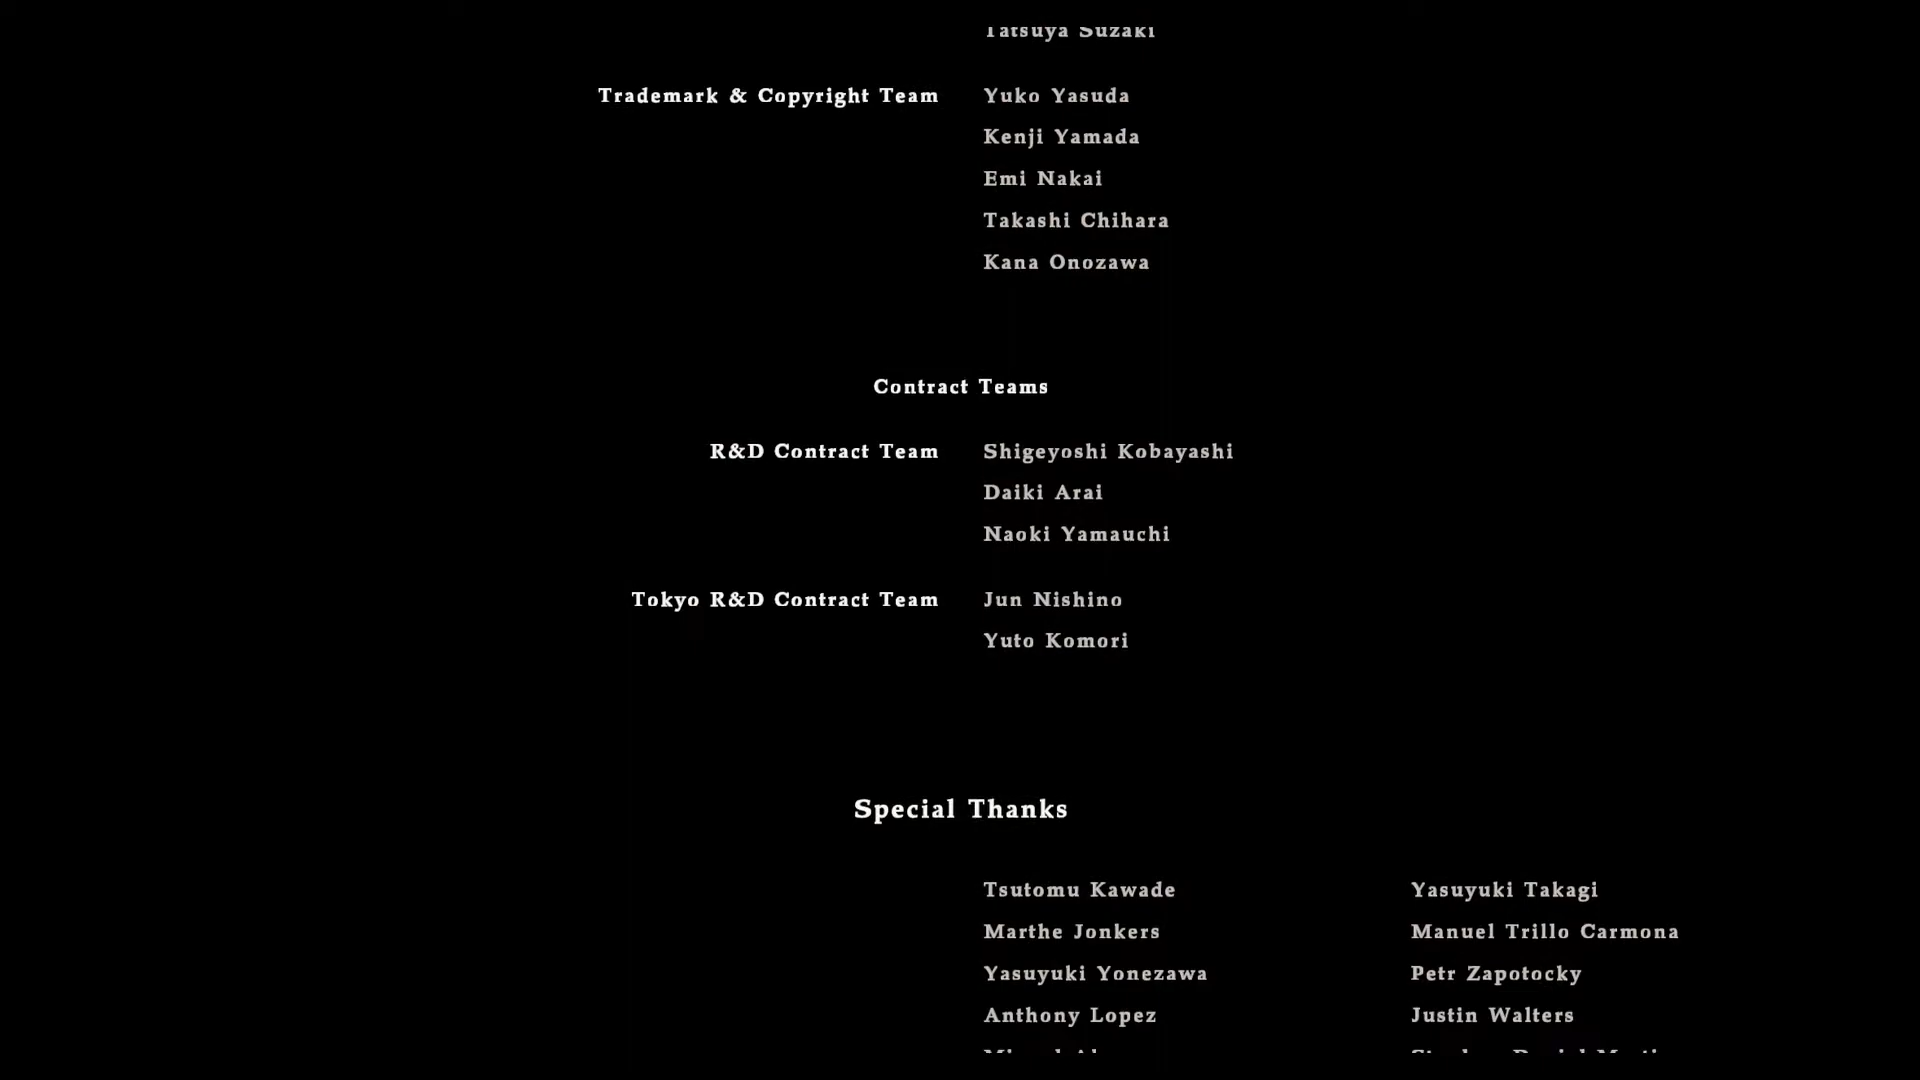 Tatsuya Suzaki
Trademark & Copyright Team Yuko Yasuda
Kenji Yamada
Emi Nakai
Takashi Chihara
Kana Onozawa
Contract Teams
R&D Contract Team Shigeyoshi Kobayashi
Daiki Arai
Naoki Yamauchi
Tokyo R&D Contract Team Jun Nishino
Yuto Komori
Special Thanks
Tsutomu Kawade Yasuyuki Takagi
Marthe Jonkers Manuel Trillo Carmona
Yasuyuki Yonezawa Petr Zapotocky
Anthony Lopez Justin Walters